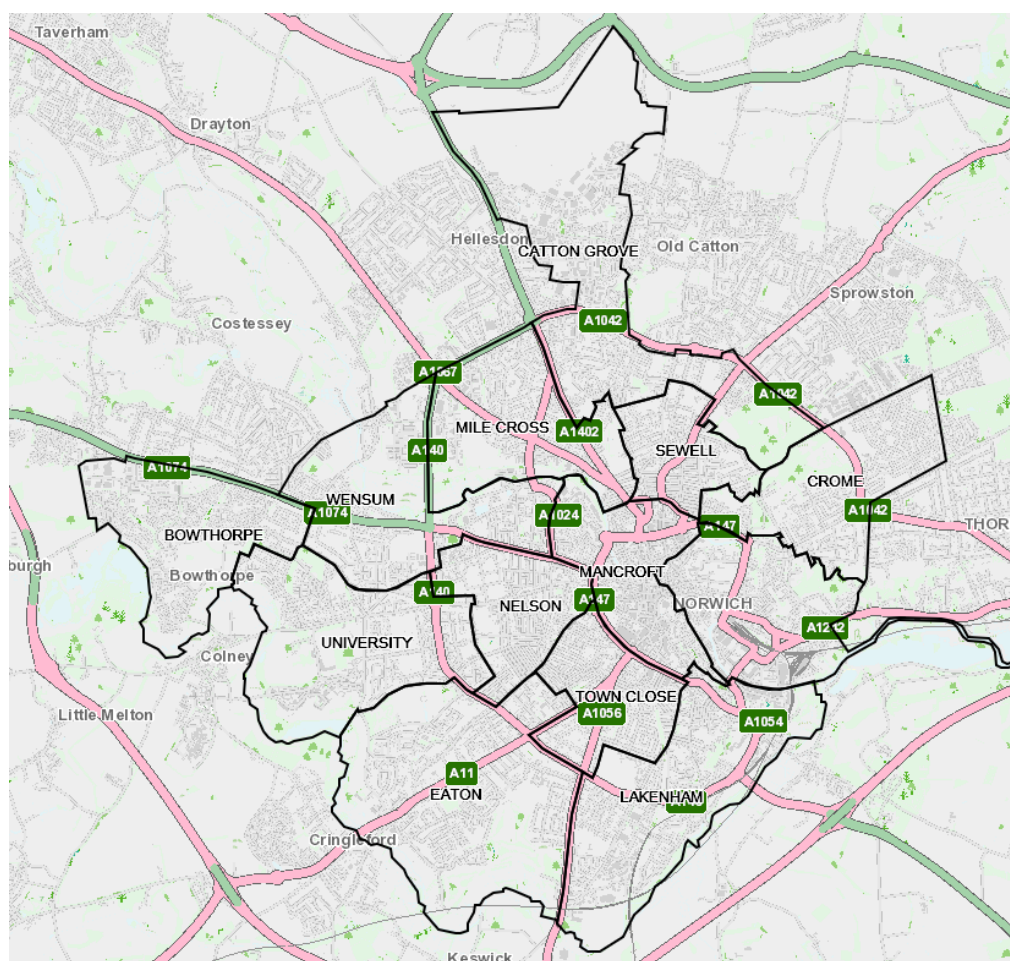 Taverham
Drayton
Hellesdon
CATTON GROVE
Old Catton
Sprowston
Costessey
A1042
A1067
A1042
MILE CROSS
A1402
A140
SEWELL
A1074
CROME
WENSUM
A1074
A1024
A1042
A147
THOR
BOWTHORPE
burgh
Bowthorpe
MANCROFT
A140
NELSON
A147
NORWICH
A1242
UNIVERSITY
Colney
Little Melton
TOWN CLOSE
A1056
A1054
A11
EATON
LAKENHAM
Cringleford
Keswick